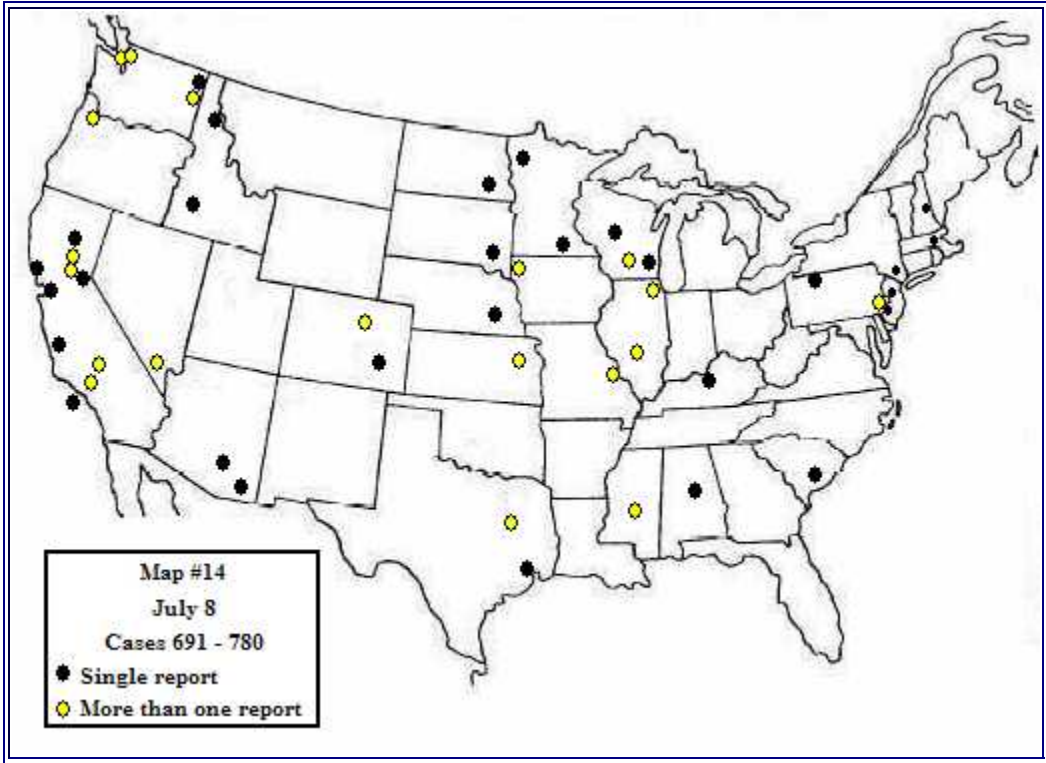 Map #14
July 8
Cases 691 - 780
Single report
More than one report